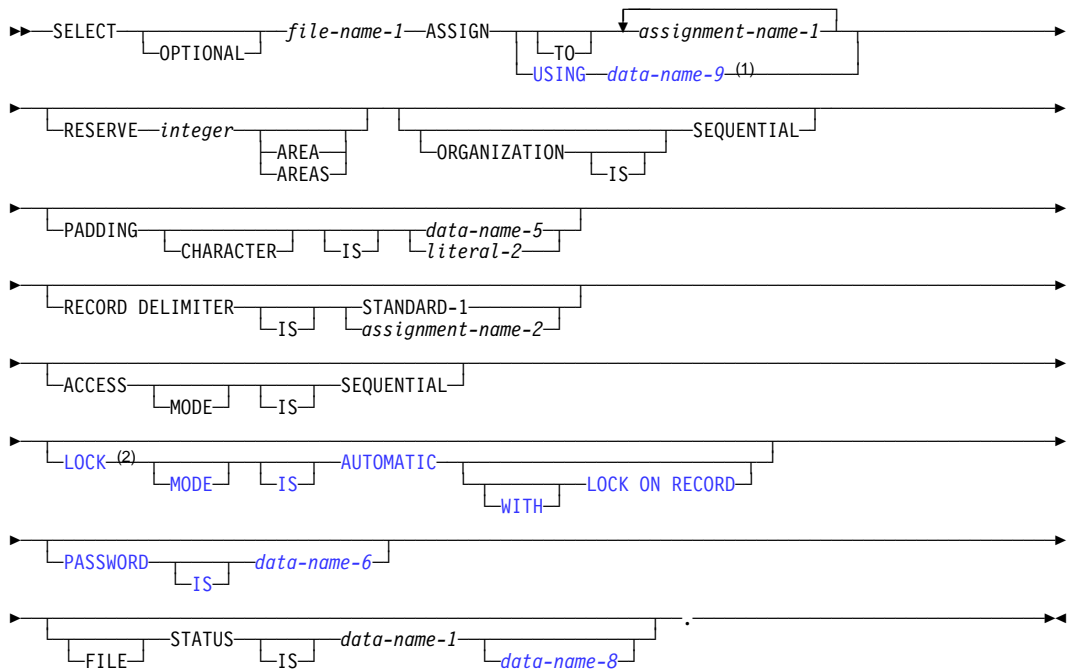 SELECT OPTIONAL file-name-1 ASSIGN TO assignment-name-1
USING data-name-9 (1)
RESERVE integer AREA AREAS ORGANIZATION IS SEQUENTIAL
PADDING CHARACTER IS data-name-5 literal-2
RECORD DELIMITER IS STANDARD-1 assignment-name-2
ACCESS MODE IS SEQUENTIAL
LOCK (2) MODE IS AUTOMATIC WITH LOCK ON RECORD
PASSWORD IS data-name-6
FILE STATUS IS data-name-1 data-name-8 .